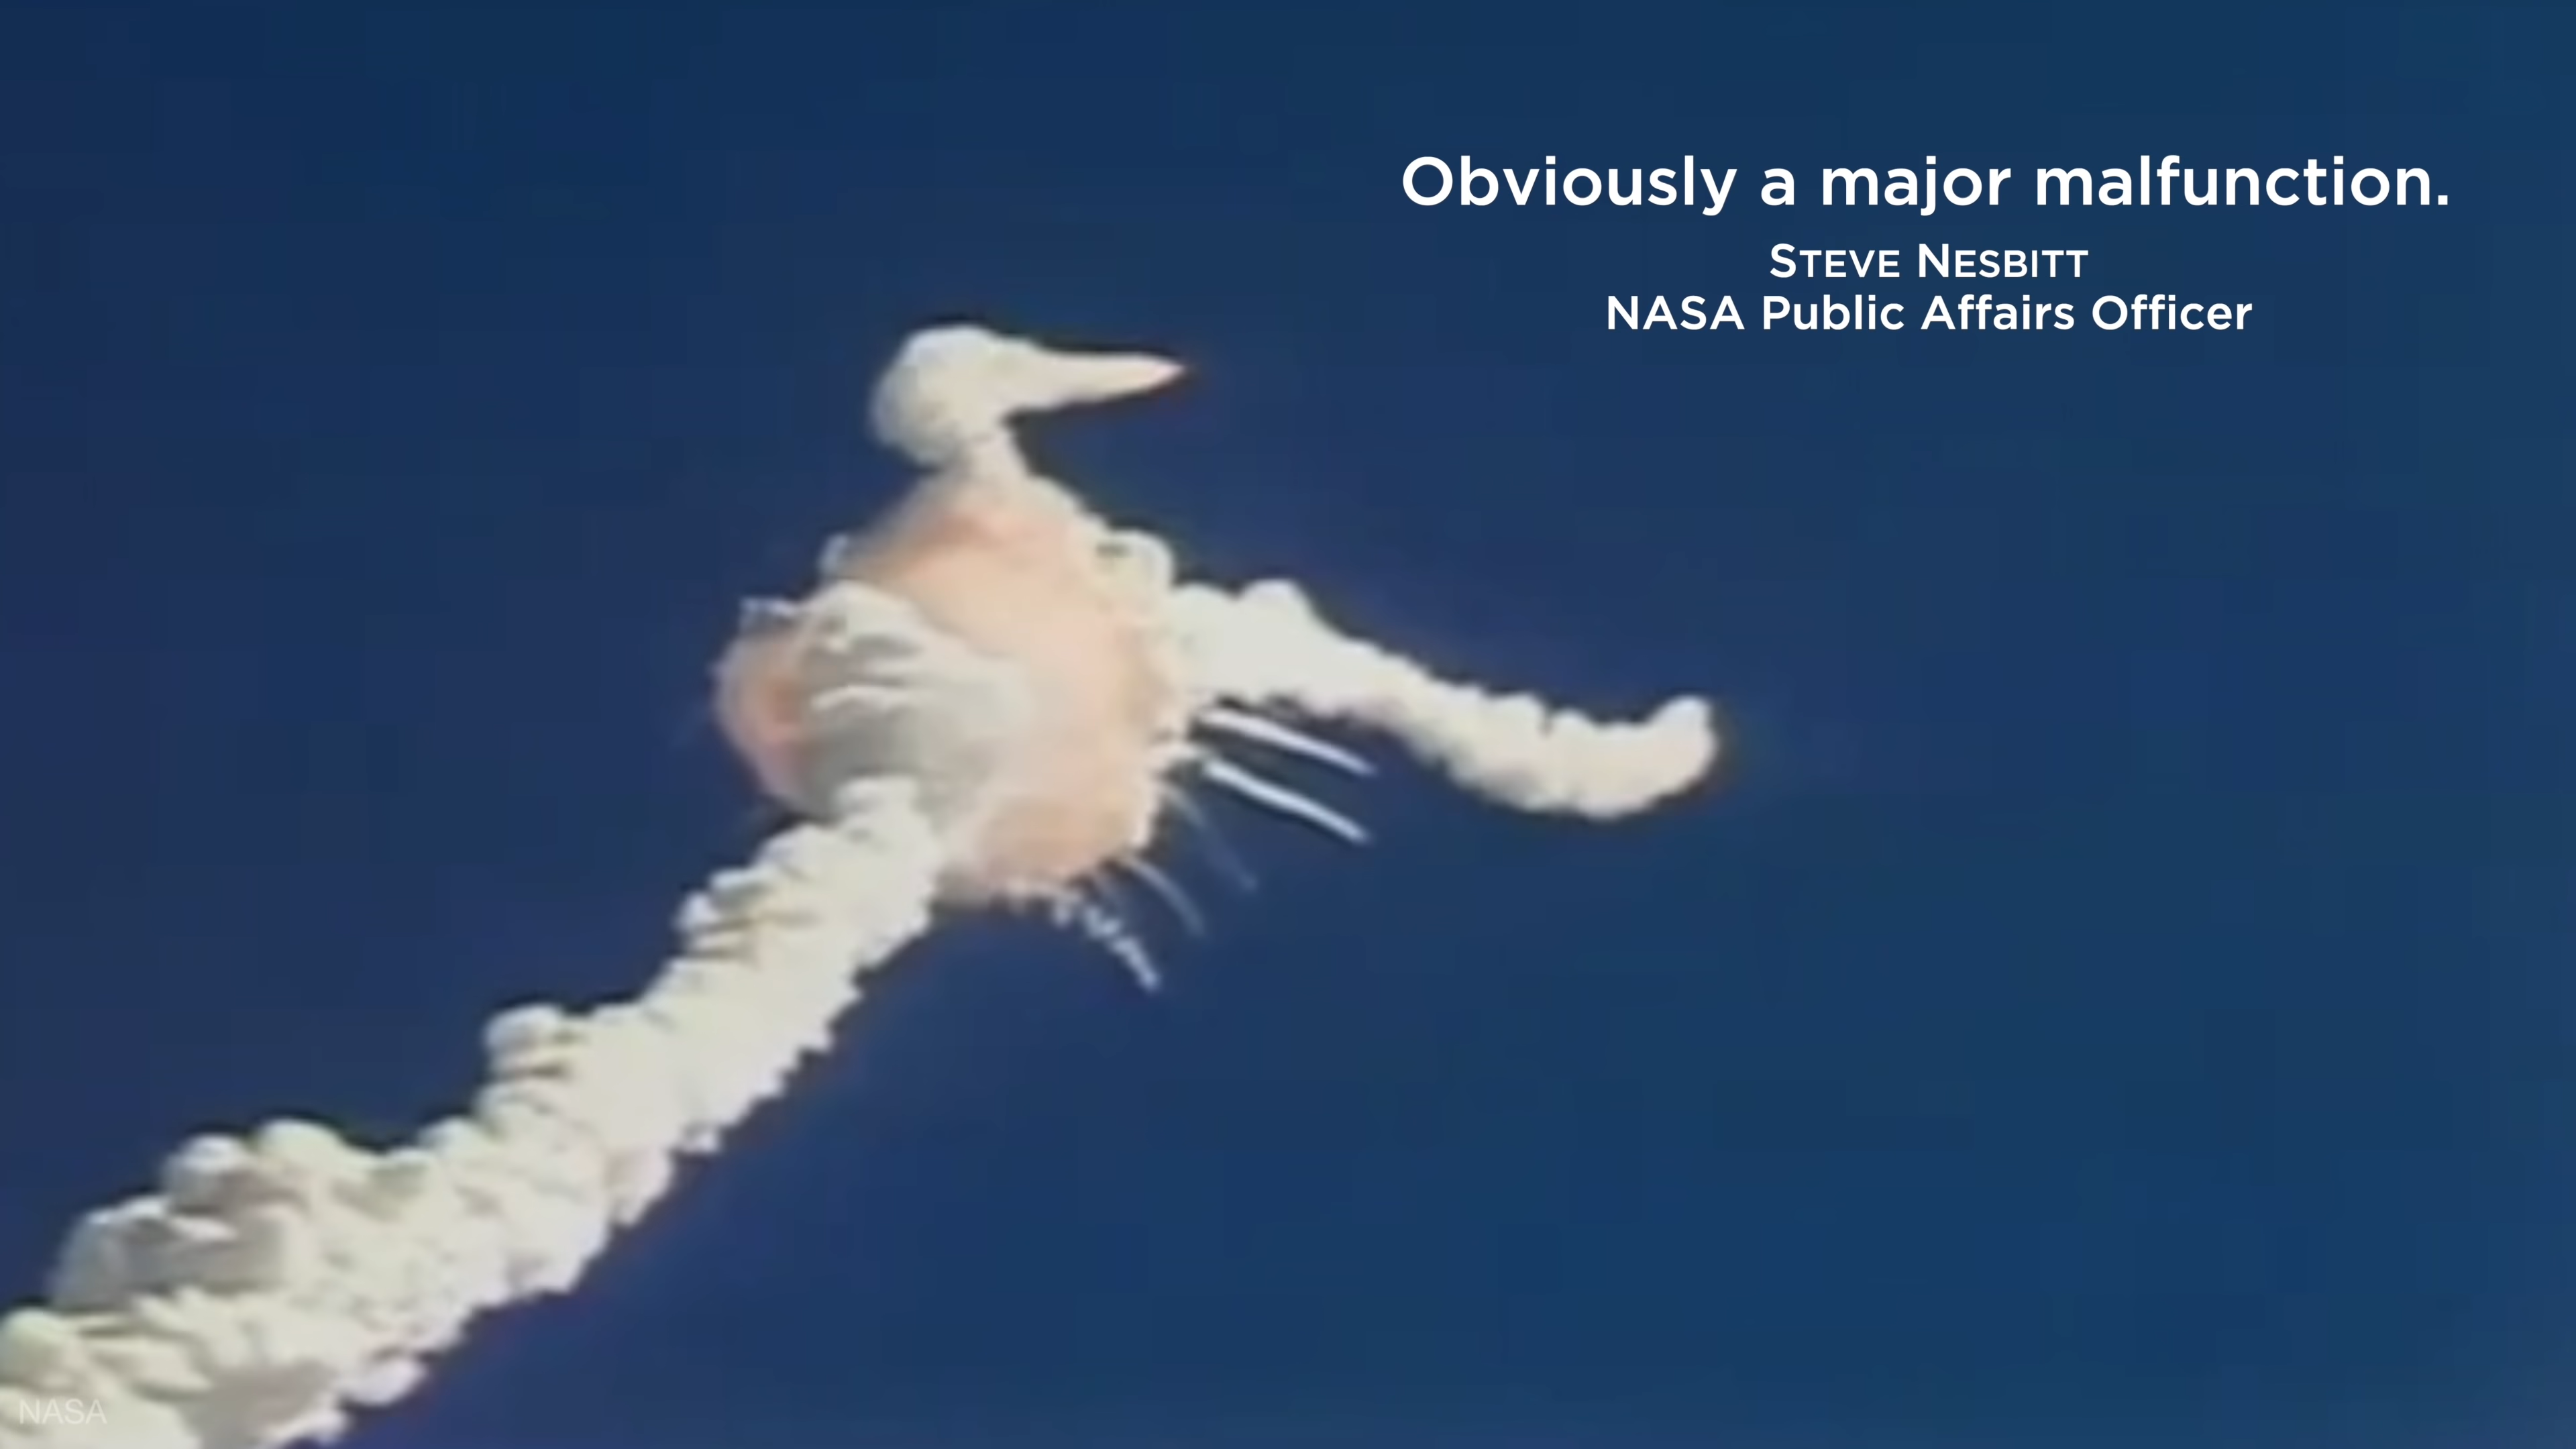 Obviously a major malfunction.
STEVE NESBITT
NASA Public Affairs Officer
NASA